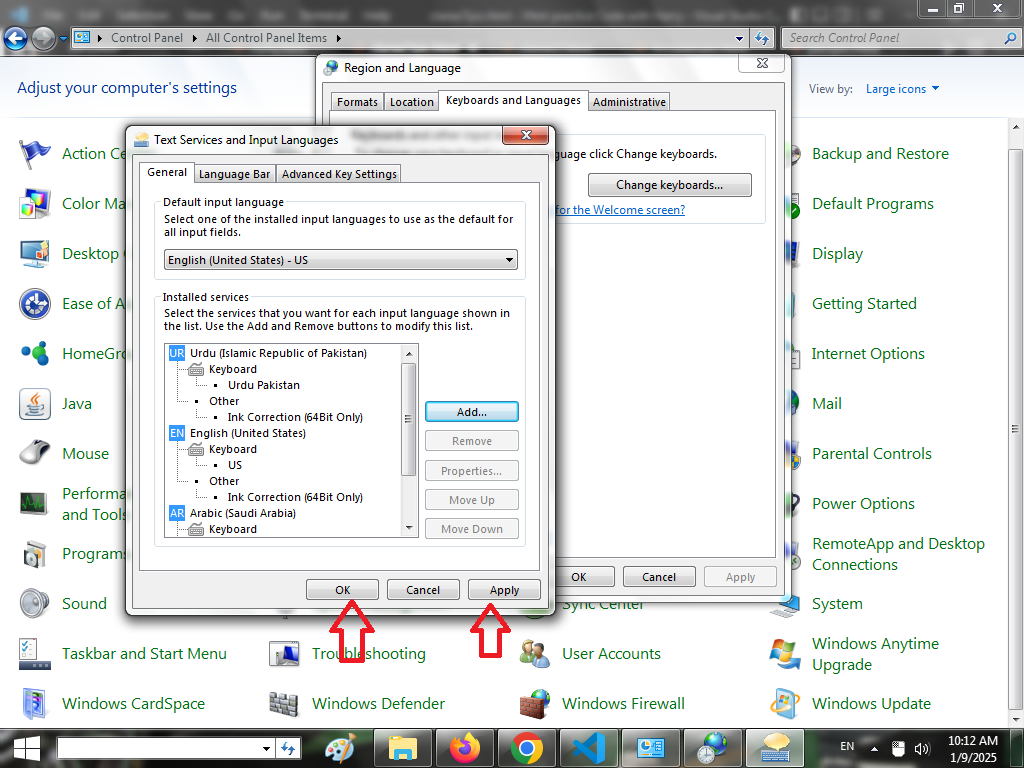 Control Panel
All Control Panel Items
Search Control Panel
Adjust your computer's settings
View by:
Large icons
Region and Language
Formats
Location
Keyboards and Languages
Administrative
guage click Change keyboards.
Change keyboards...
for the Welcome screen?
OK
Cancel
Apply
Text Services and Input Languages
General
Language Bar
Advanced Key Settings
Default input language
Select one of the installed input languages to use as the default for
all input fields.
English (United States) - US
Installed services
Select the services that you want for each input language shown in
the list. Use the Add and Remove buttons to modify this list.
UR Urdu (Islamic Republic of Pakistan)
Keyboard
Urdu Pakistan
Other
Ink Correction (64Bit Only)
EN English (United States)
Keyboard
US
Other
Ink Correction (64Bit Only)
AR Arabic (Saudi Arabia)
Keyboard
Add...
Remove
Properties...
Move Up
Move Down
OK
Cancel
Apply
Action Ce
Color Ma
Desktop
Ease of A
HomeGro
Java
Mouse
Performa
and Tools
Programs
Sound
Taskbar and Start Menu
Windows CardSpace
Troubleshooting
Windows Defender
Sync Center
User Accounts
Windows Firewall
Backup and Restore
Default Programs
Display
Getting Started
Internet Options
Mail
Parental Controls
Power Options
RemoteApp and Desktop
Connections
System
Windows Anytime
Upgrade
Windows Update
EN
10:12 AM
1/9/2025